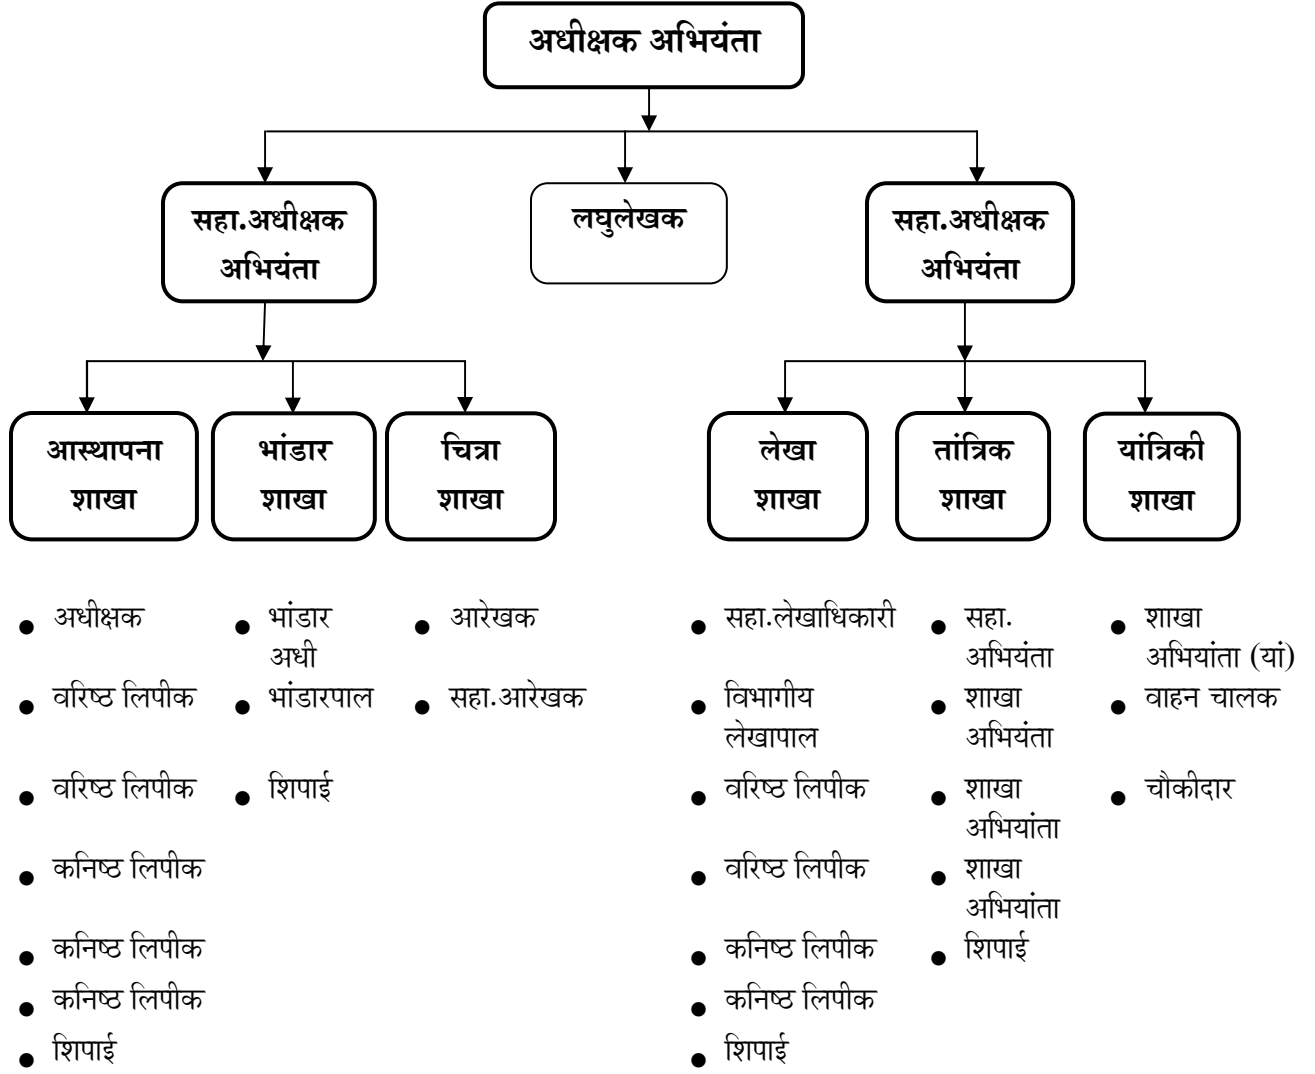 अधीक्षक अभियंता
सहा.अधीक्षक
अभियंता
लघुलेखक
सहा.अधीक्षक
अभियंता
आस्थापना
शाखा
भांडार
शाखा
चित्रा
शाखा
लेखा
शाखा
तांत्रिक
शाखा
यांत्रिकी
शाखा
● अधीक्षक
● वरिष्ठ लिपीक
● वरिष्ठ लिपीक
● कनिष्ठ लिपीक
● कनिष्ठ लिपीक
● कनिष्ठ लिपीक
● शिपाई
● भांडार
अधी
● भांडारपाल
● शिपाई
● आरेखक
● सहा.आरेखक
● सहा.लेखाधिकारी
● विभागीय
लेखापाल
● वरिष्ठ लिपीक
● वरिष्ठ लिपीक
● कनिष्ठ लिपीक
● कनिष्ठ लिपीक
● शिपाई
● सहा.
अभियंता
● शाखा
अभियंता
● शाखा
अभियांता
● शाखा
अभियांता
● शिपाई
● शाखा
अभियांता (यां)
● वाहन चालक
● चौकीदार